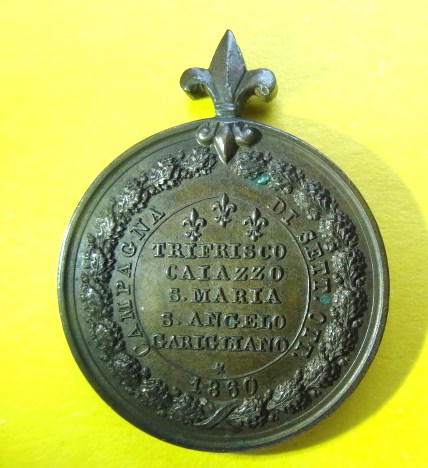 CAMPAGNA DI SETT. OTT.
TRIFRISCO
CAIAZZO
S. MARIA
S. ANGELO
GARIGLIANO
1860